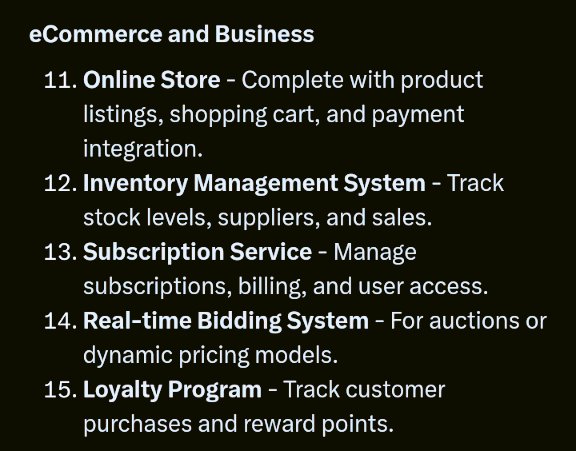 eCommerce and Business
11. Online Store - Complete with product
listings, shopping cart, and payment
integration.
12. Inventory Management System - Track
stock levels, suppliers, and sales.
13. Subscription Service - Manage
subscriptions, billing, and user access.
14. Real-time Bidding System - For auctions or
dynamic pricing models.
15. Loyalty Program - Track customer
purchases and reward points.